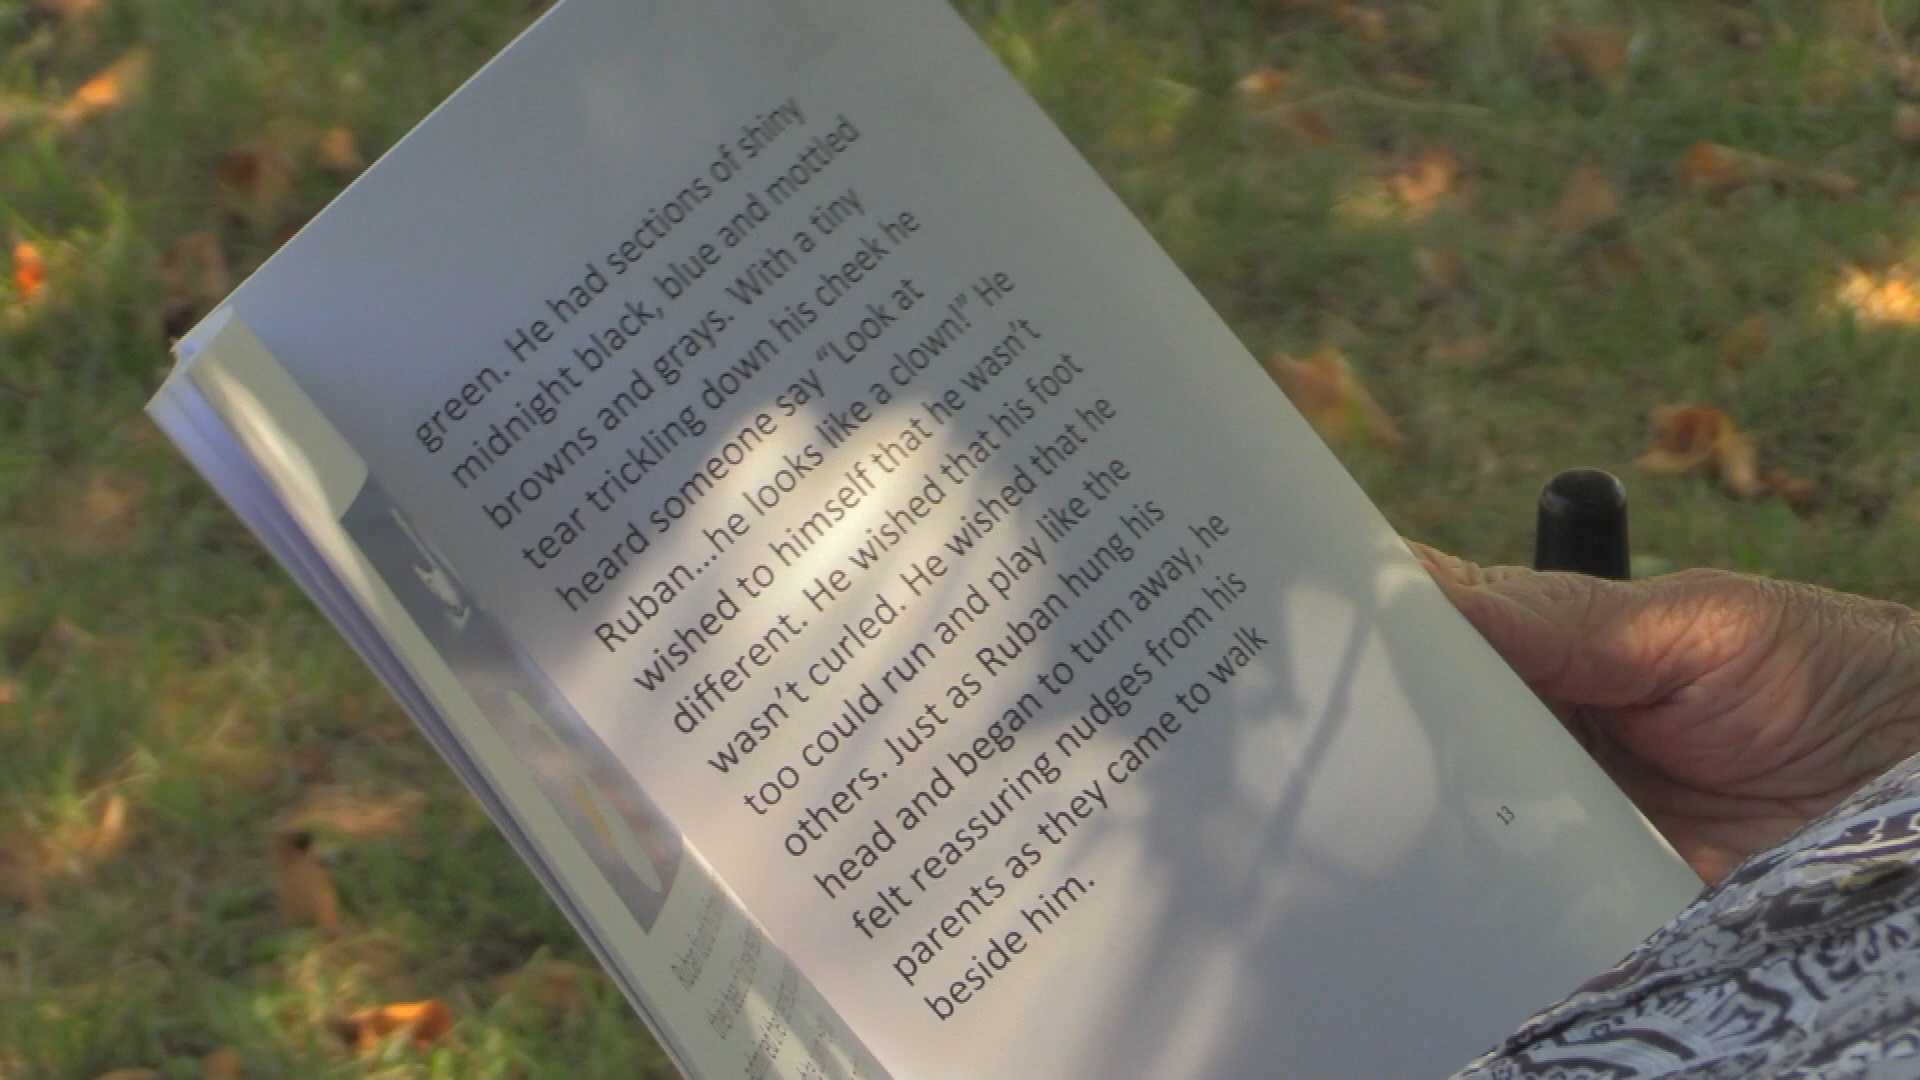 green. He had sections of shiny
midnight black, blue and mottled
browns and grays. With a tiny
tear trickling down his cheek he
heard someone say "Look at
Ruban...he looks like a clown!" He
wished to himself that he wasn't
different. He wished that his foot
wasn't curled. He wished that he
too could run and play like the
others. Just as Ruban hung his
head and began to turn away, he
felt reassuring nudges from his
parents as they came to walk
beside him.
13